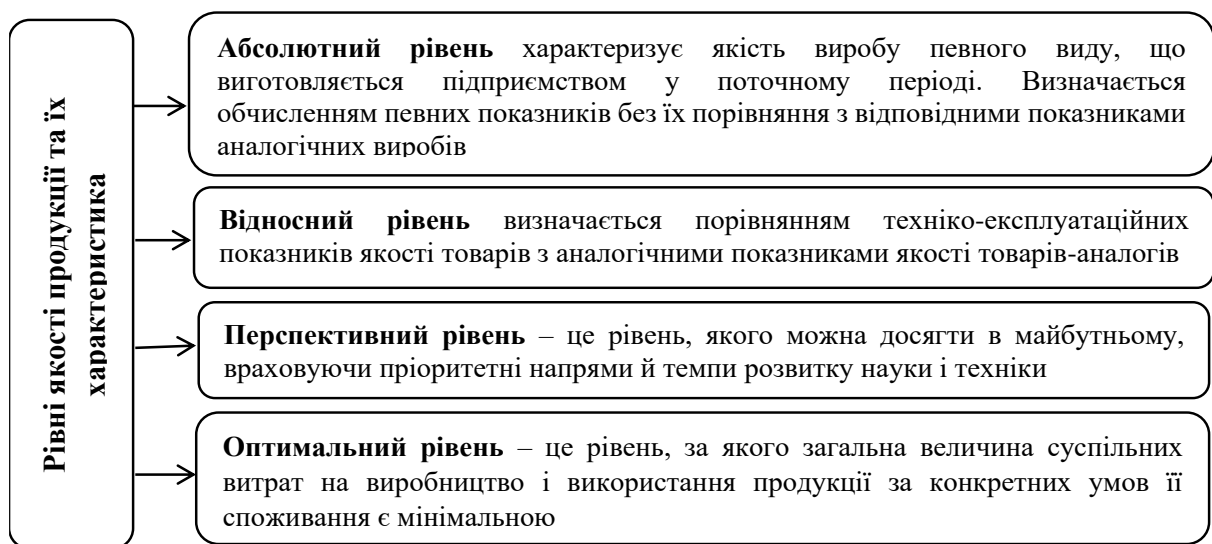 Рівні якості продукції та їх
характеристика
Абсолютний рівень характеризує якість виробу певного виду, що
виготовляється підприємством у поточному періоді. Визначається
обчисленням певних показників без їх порівняння з відповідними показниками
аналогічних виробів
Відносний рівень визначається порівнянням техніко-експлуатаційних
показників якості товарів з аналогічними показниками якості товарів-аналогів
Перспективний рівень – це рівень, якого можна досягти в майбутньому,
враховуючи пріоритетні напрями й темпи розвитку науки і техніки
Оптимальний рівень – це рівень, за якого загальна величина суспільних
витрат на виробництво і використання продукції за конкретних умов її
споживання є мінімальною